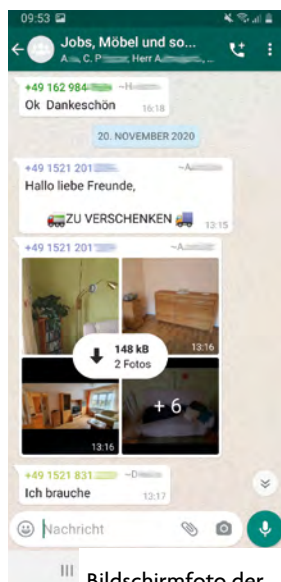 09:53
Jobs, Möbel und so...
C. P Herr A
+49 162 984 ~H
Ok Dankeschön 16:18
20. NOVEMBER 2020
+49 1521 201 ~A
Hallo liebe Freunde,
🚛ZU VERSCHENKEN 🚚 13:15
+49 1521 201 ~A
148 kB
2 Fotos
13:16
+ 6
13:16
+49 1521 831 ~D
Ich brauche 13:17
Nachricht
Bildschirmfoto der